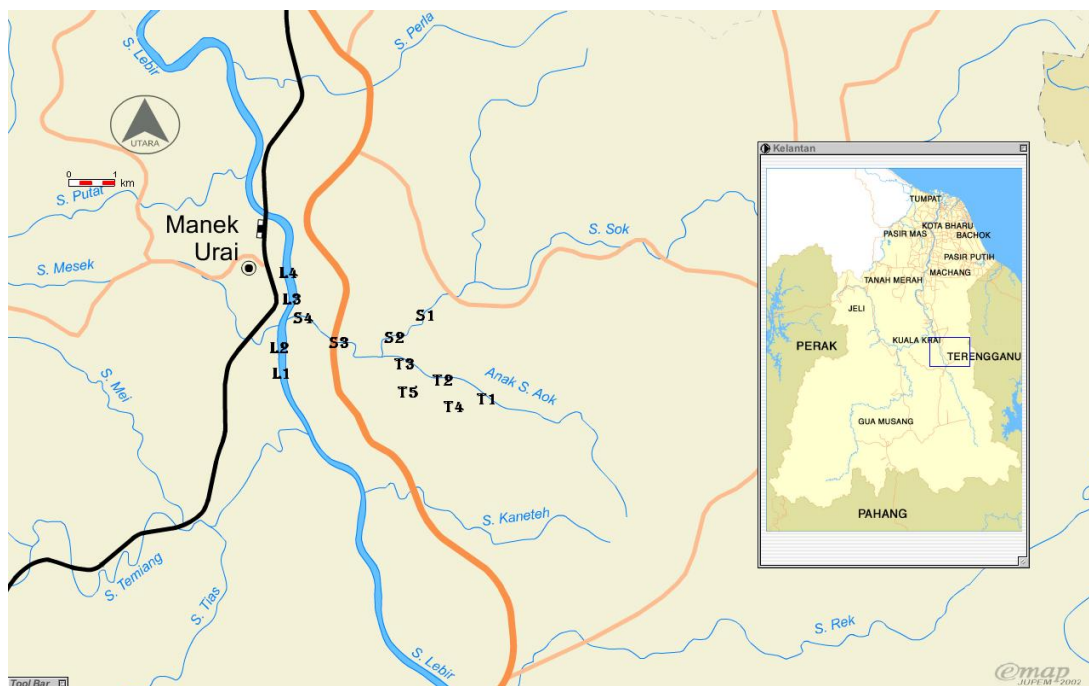 S. Lebir
S. Perla
UTARA
0 1
km
S. Putat
Manek
Urai
S. Mesek
S. Sok
L4
L3
S4
S1
S2
S3
L2
L1
T3
T2
T5
T1
T4
Anak S. Aok
S. Mei
S. Kaneteh
S. Temiang
S. Tias
S. Rek
S. Lebir
Kelantan
TUMPAT
KOTA BHARU
PASIR MAS
BACHOK
PASIR PUTIH
MACHANG
TANAH MERAH
JELI
KUALA KRAI
PERAK
TERENGGANU
GUA MUSANG
PAHANG
Tool Bar
emap
JUPEM 2002